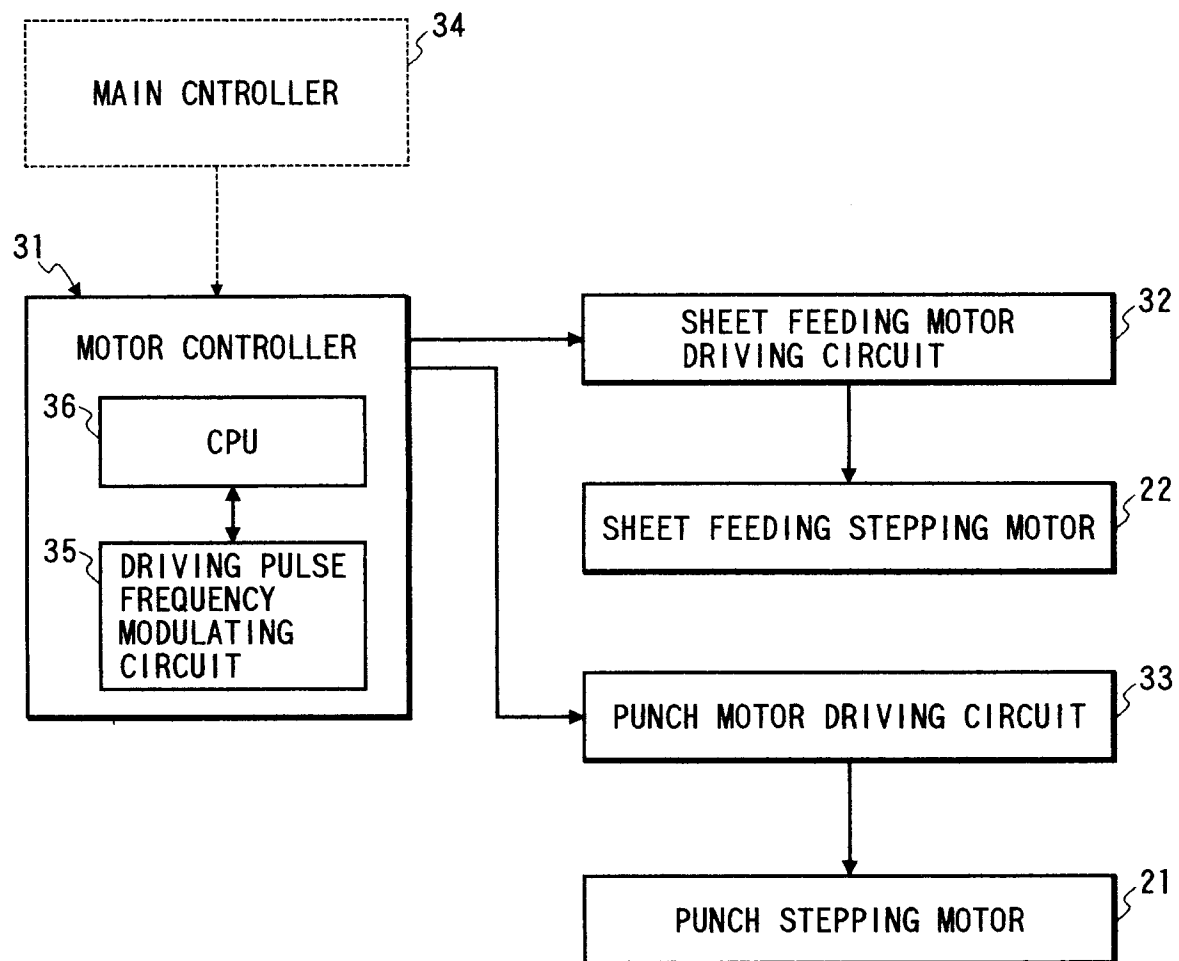 34
MAIN CNTROLLER
31
MOTOR CONTROLLER
36
CPU
35
DRIVING PULSE
FREQUENCY
MODULATING
CIRCUIT
32
SHEET FEEDING MOTOR
DRIVING CIRCUIT
22
SHEET FEEDING STEPPING MOTOR
33
PUNCH MOTOR DRIVING CIRCUIT
21
PUNCH STEPPING MOTOR